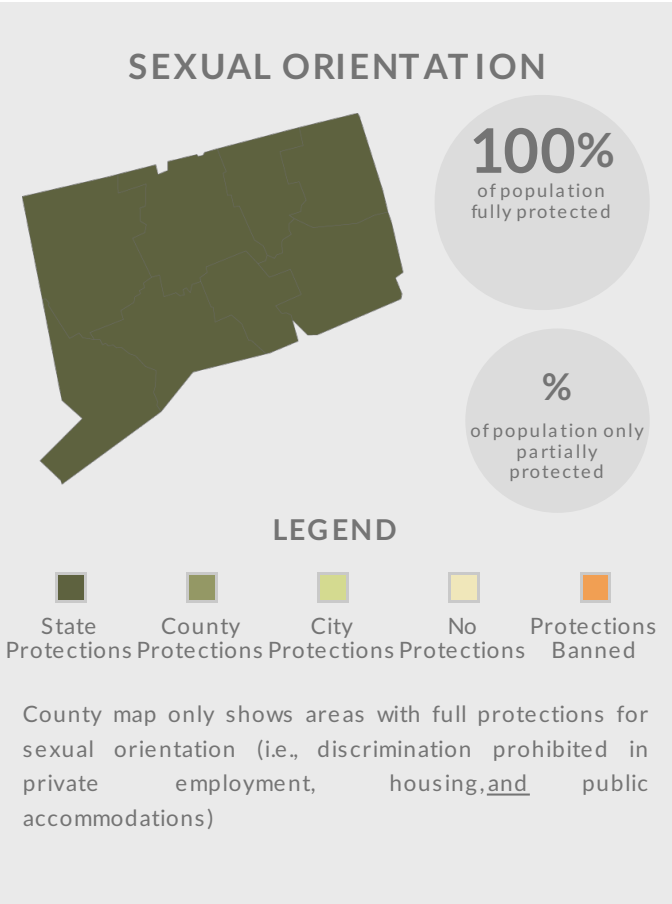 SEXUAL ORIENTATION
100%
of population
fully protected
%
of population only
partially
protected
LEGEND
State
Protections
County
Protections
City
Protections
No
Protections
Protections
Banned
County map only shows areas with full protections for
sexual orientation (i.e., discrimination prohibited in
private employment, housing,and public
accommodations)